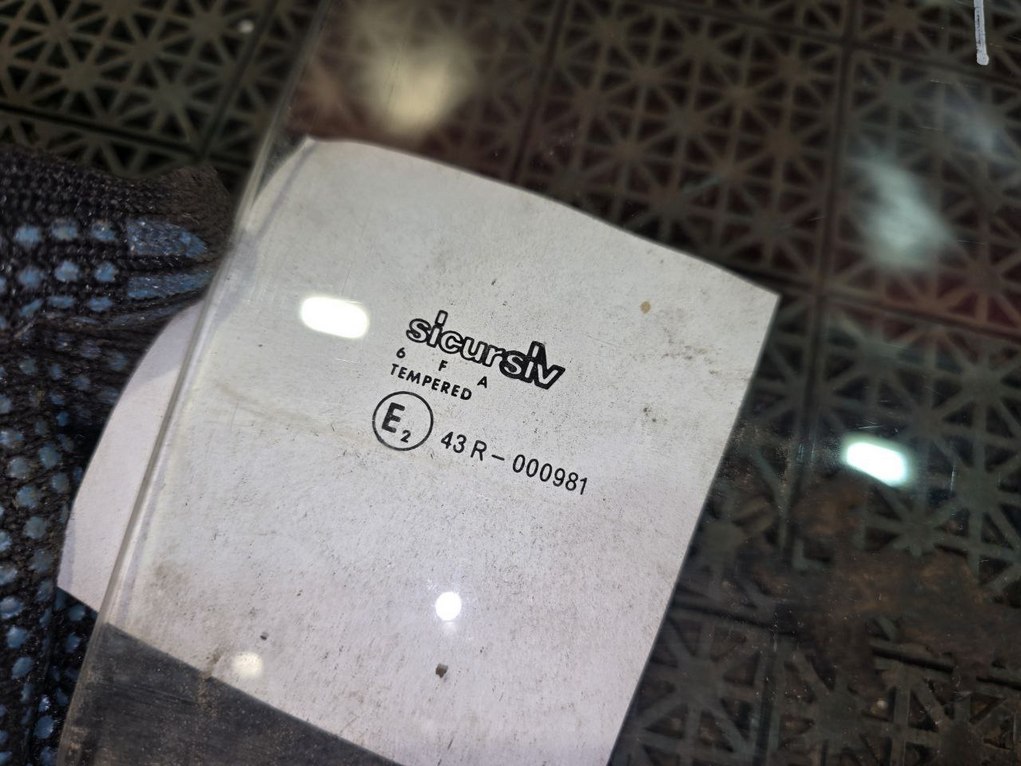 sicursiv
6 F A
TEMPERED
E2 43 R - 000981